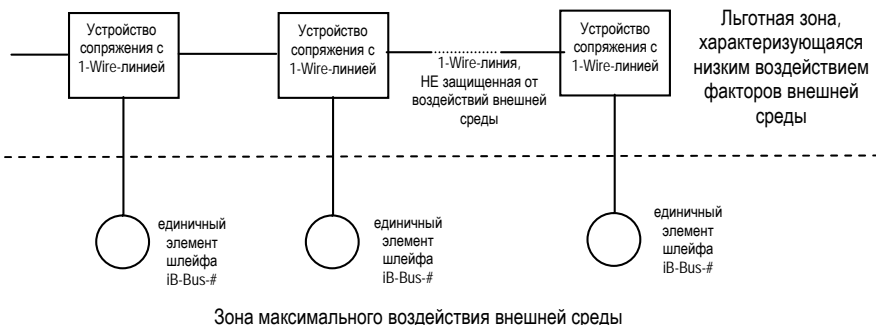 Устройство
сопряжения с
1-Wire-линией
Устройство
сопряжения с
1-Wire-линией
1-Wire-линия,
НЕ защищенная от
воздействий внешней
среды
Устройство
сопряжения с
1-Wire-линией
Льготная зона,
характеризующаяся
низким воздействием
факторов внешней
среды
единичный
элемент
шлейфа
iB-Bus-#
единичный
элемент
шлейфа
iB-Bus-#
единичный
элемент
шлейфа
iB-Bus-#
Зона максимального воздействия внешней среды